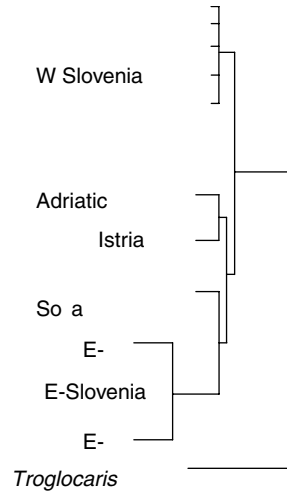 W Slovenia
Adriatic
Istria
So a
E-
E-Slovenia
E-
Troglocaris